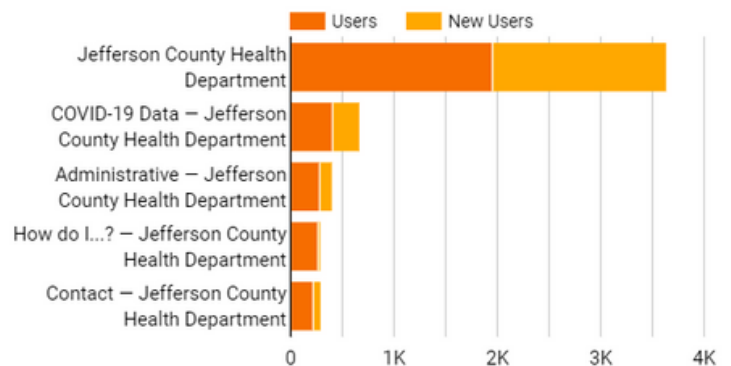 Users New Users
Jefferson County Health
Department
COVID-19 Data — Jefferson
County Health Department
Administrative — Jefferson
County Health Department
How do I...? — Jefferson County
Health Department
Contact — Jefferson County
Health Department
0 1K 2K 3K 4K